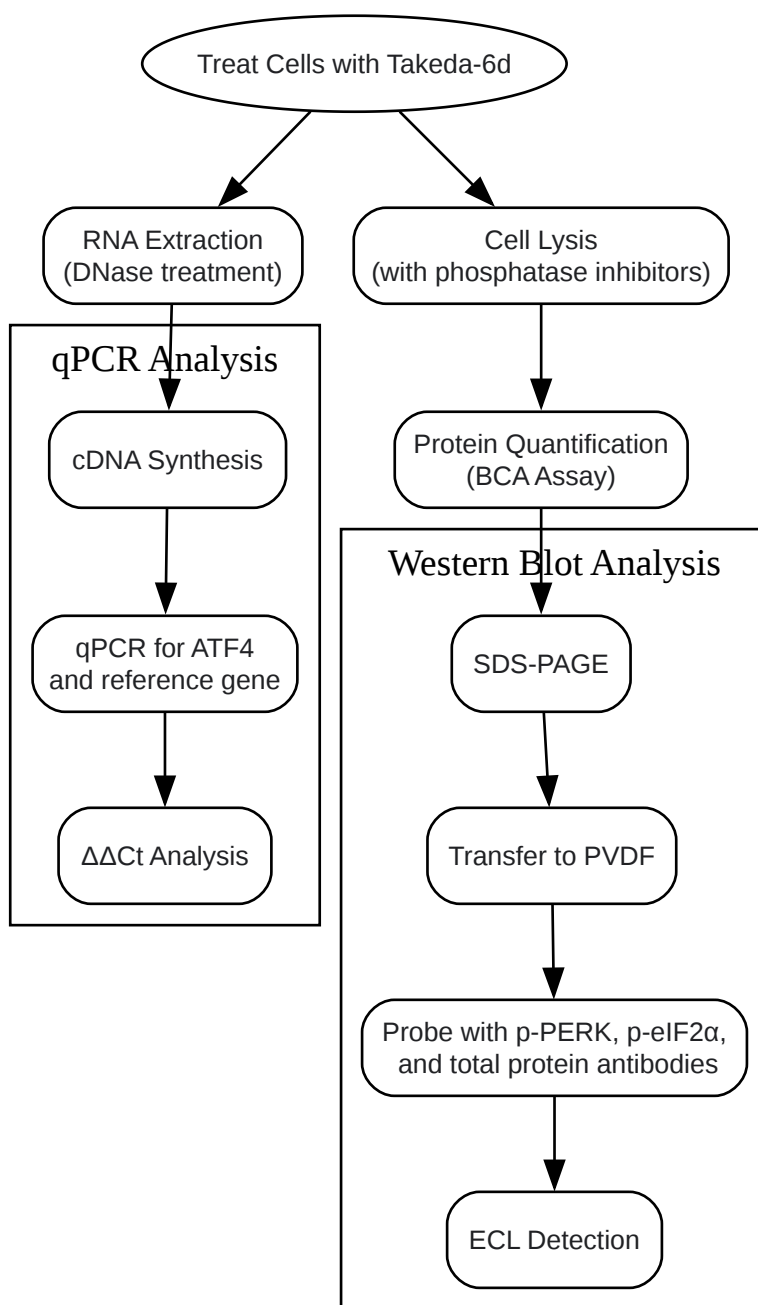 Treat Cells with Takeda-6d
RNA Extraction
(DNase treatment)
Cell Lysis
(with phosphatase inhibitors)
qPCR Analysis
cDNA Synthesis
Protein Quantification
(BCA Assay)
Western Blot Analysis
qPCR for ATF4
and reference gene
SDS-PAGE
ΔΔCt Analysis
Transfer to PVDF
Probe with p-PERK, p-eIF2α,
and total protein antibodies
ECL Detection